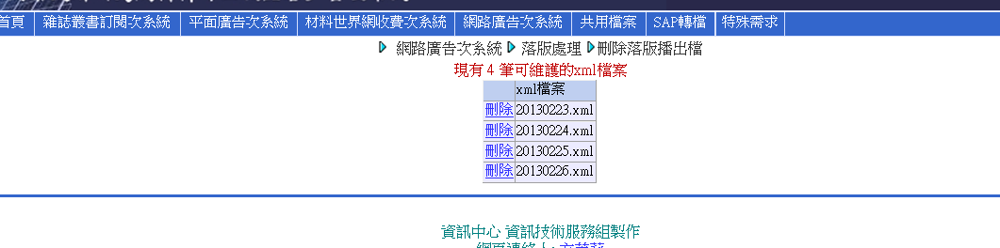 首頁 雜誌叢書訂閱次系統 平面廣告次系統 材料世界網收費次系統 網路廣告次系統 共用檔案 SAP轉檔 特殊需求
網路廣告次系統 落版處理 刪除落版播出檔
現有 4 筆可維護的xml檔案
xml檔案
刪除 20130223.xml
刪除 20130224.xml
刪除 20130225.xml
刪除 20130226.xml
資訊中心 資訊技術服務組製作